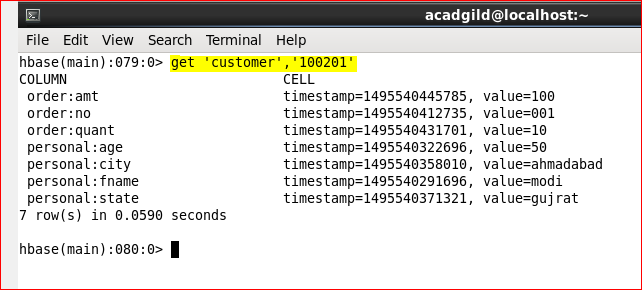 acadgild@localhost:~
File Edit View Search Terminal Help
hbase(main):079:0> get 'customer','100201'
COLUMN CELL
order:amt timestamp=1495540445785, value=100
order:no timestamp=1495540412735, value=001
order:quant timestamp=1495540431701, value=10
personal:age timestamp=1495540322696, value=50
personal:city timestamp=1495540358010, value=ahmadabad
personal:fname timestamp=1495540291696, value=modi
personal:state timestamp=1495540371321, value=gujrat
7 row(s) in 0.0590 seconds
hbase(main):080:0>